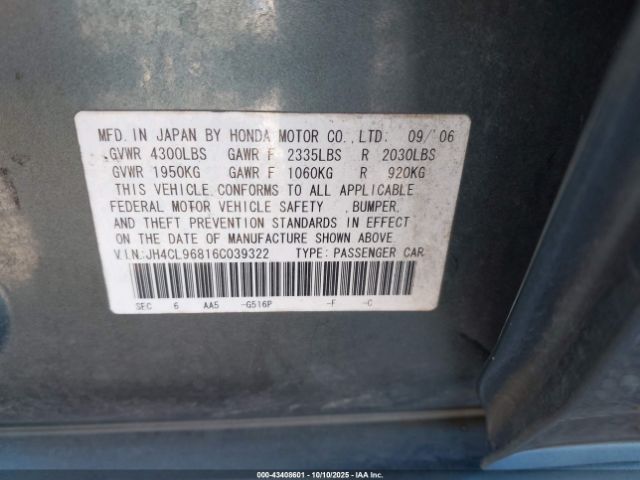 MFD. IN JAPAN BY HONDA MOTOR CO.,LTD. 09/'06
GVWR 4300LBS GAWR F 2335LBS R 2030LBS
GVWR 1950KG GAWR F 1060KG R 920KG
THIS VEHICLE CONFORMS TO ALL APPLICABLE
FEDERAL MOTOR VEHICLE SAFETY ,BUMPER,
AND THEFT PREVENTION STANDARDS IN EFFECT
ON THE DATE OF MANUFACTURE SHOWN ABOVE.
V.I.N.:JH4CL96816C039322 TYPE: PASSENGER CAR
SEC 6 AA5 -G516P -F -C
000-43408601 - 10/10/2025 - IAAI.COM